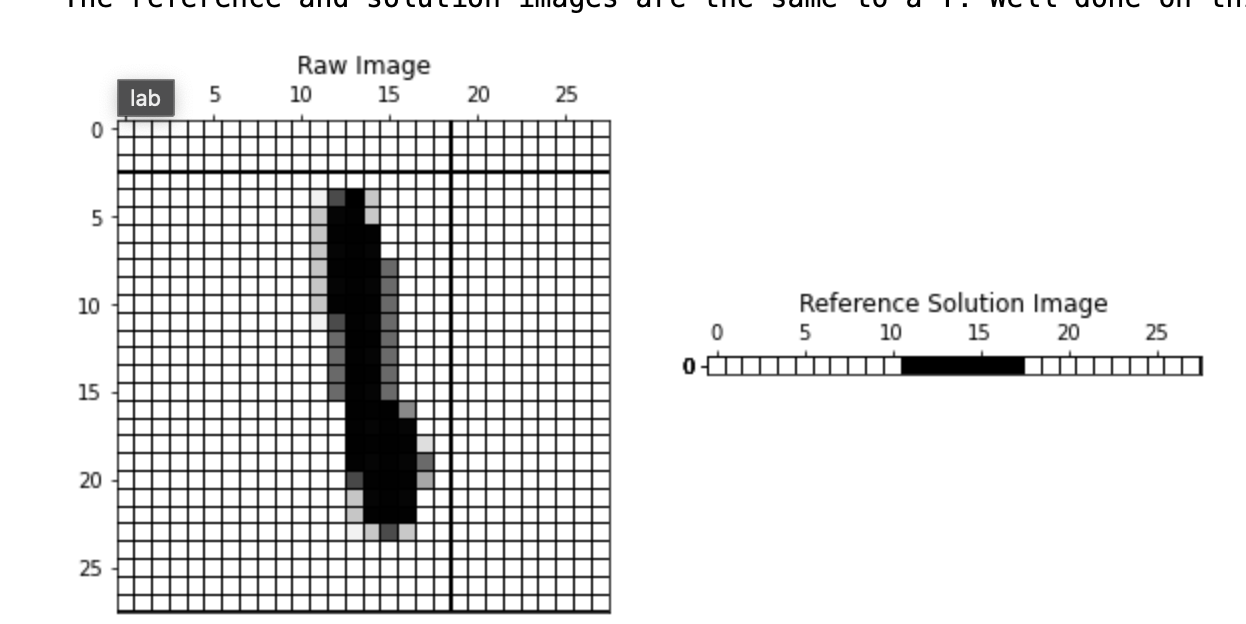 The reference and solution images are the same to a T. Well done on
Raw Image
lab 5 10 15 20 25
0
5
10
15
20
25
Reference Solution Image
0 5 10 15 20 25
0